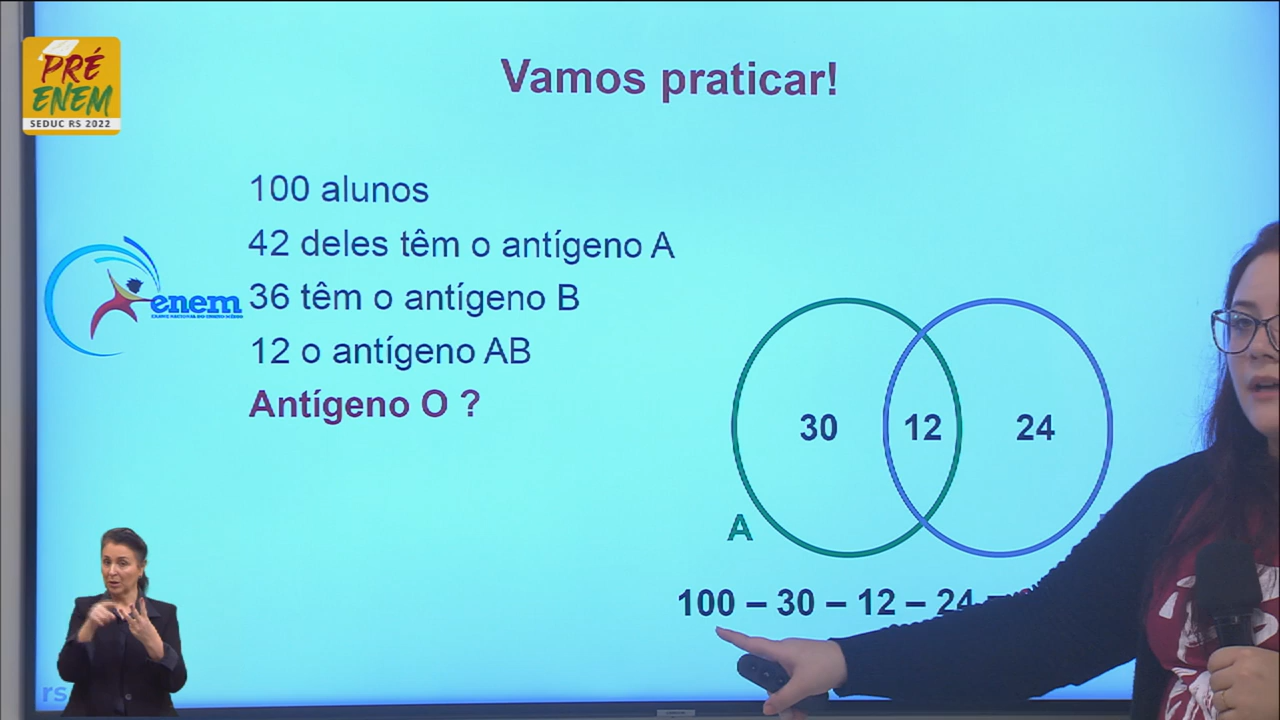 PRÉ
ENEM
SEDUC RS 2022
Vamos praticar!
100 alunos
42 deles têm o antígeno A
enem
36 têm o antígeno B
12 o antígeno AB
Antígeno O ?
30
12
24
A
100 – 30 – 12 – 24
rs